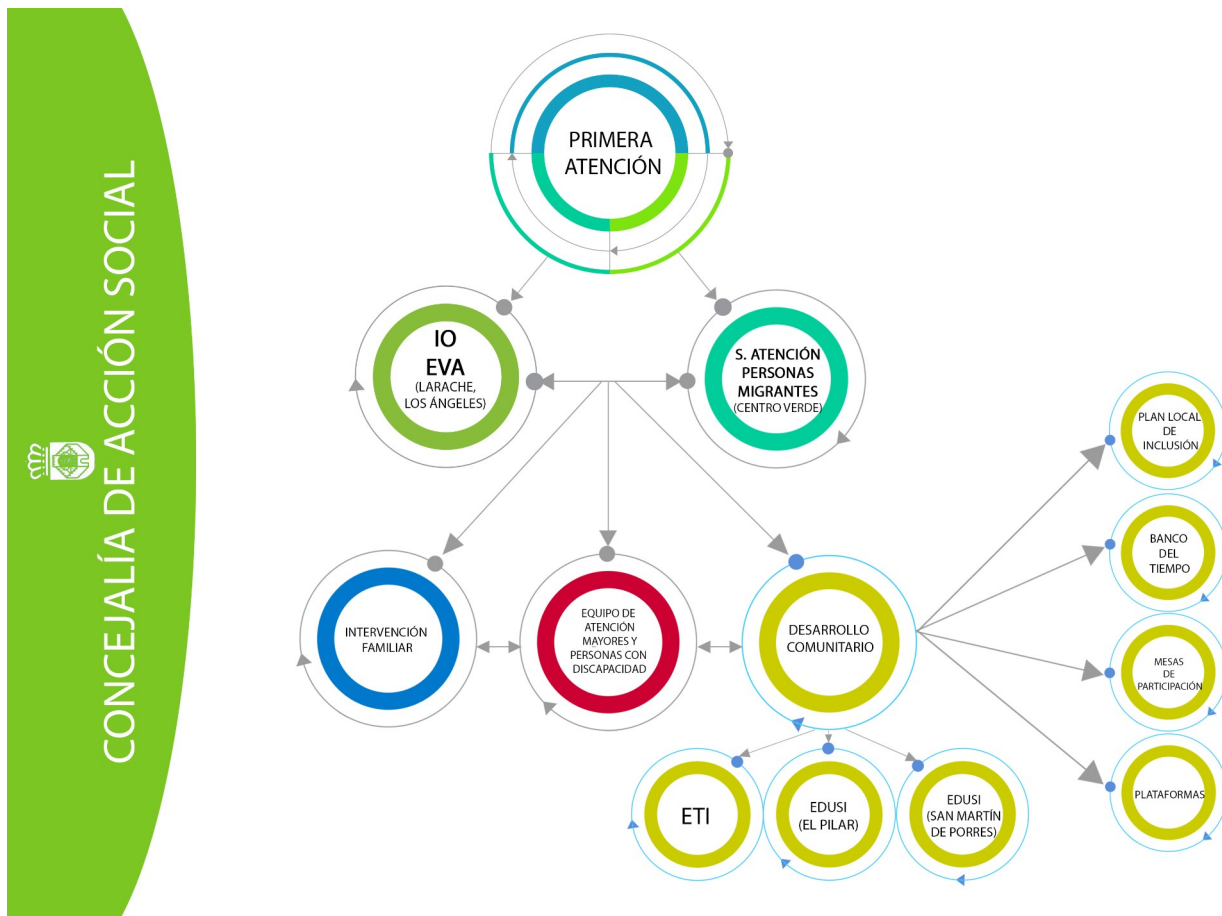 CONCEJALÍA DE ACCIÓN SOCIAL
PRIMERA
ATENCIÓN
IO
EVA
(LARACHE,
LOS ÁNGELES)
S. ATENCIÓN
PERSONAS
MIGRANTES
(CENTRO VERDE)
INTERVENCIÓN
FAMILIAR
EQUIPO DE
ATENCIÓN
MAYORES Y
PERSONAS CON
DISCAPACIDAD
DESARROLLO
COMUNITARIO
PLAN LOCAL
DE
INCLUSIÓN
BANCO
DEL
TIEMPO
MESAS
DE
PARTICIPACIÓN
PLATAFORMAS
ETI
EDUSI
(EL PILAR)
EDUSI
(SAN MARTÍN
DE PORRES)